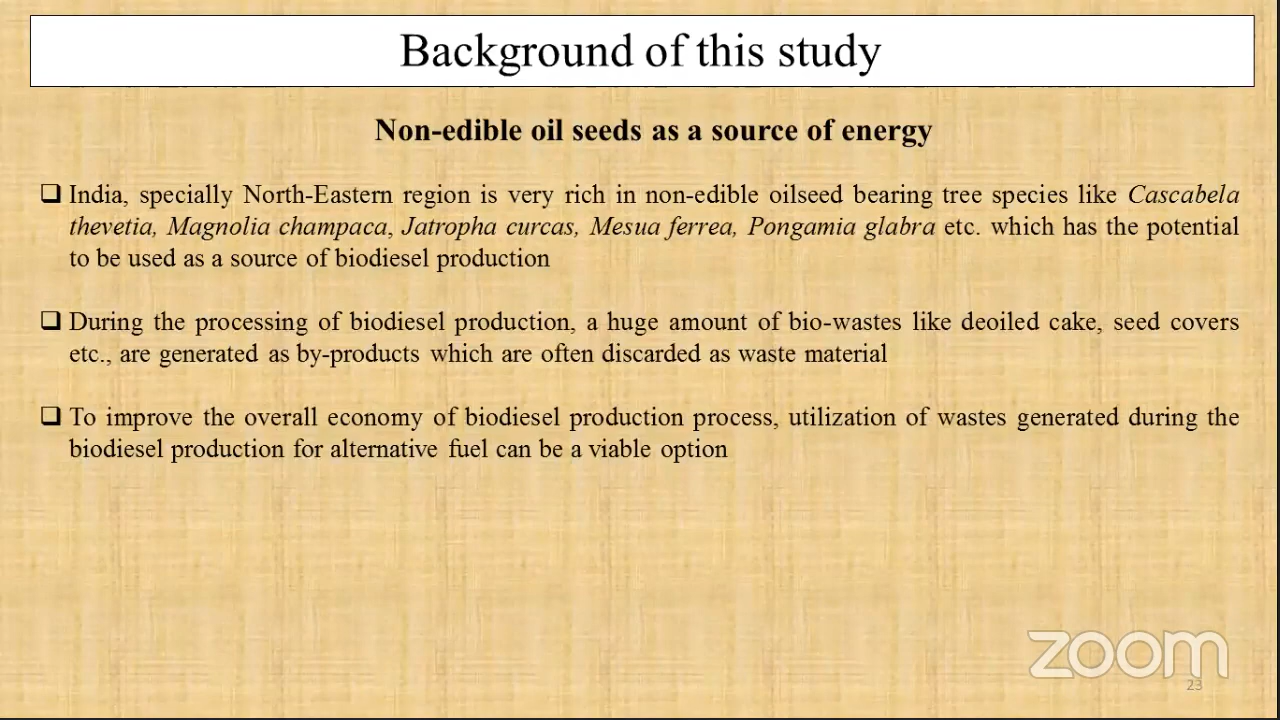 Background of this study
Non-edible oil seeds as a source of energy
India, specially North-Eastern region is very rich in non-edible oilseed bearing tree species like Cascabela
thevetia, Magnolia champaca, Jatropha curcas, Mesua ferrea, Pongamia glabra etc. which has the potential
to be used as a source of biodiesel production
During the processing of biodiesel production, a huge amount of bio-wastes like deoiled cake, seed covers
etc., are generated as by-products which are often discarded as waste material
To improve the overall economy of biodiesel production process, utilization of wastes generated during the
biodiesel production for alternative fuel can be a viable option
zoom
23